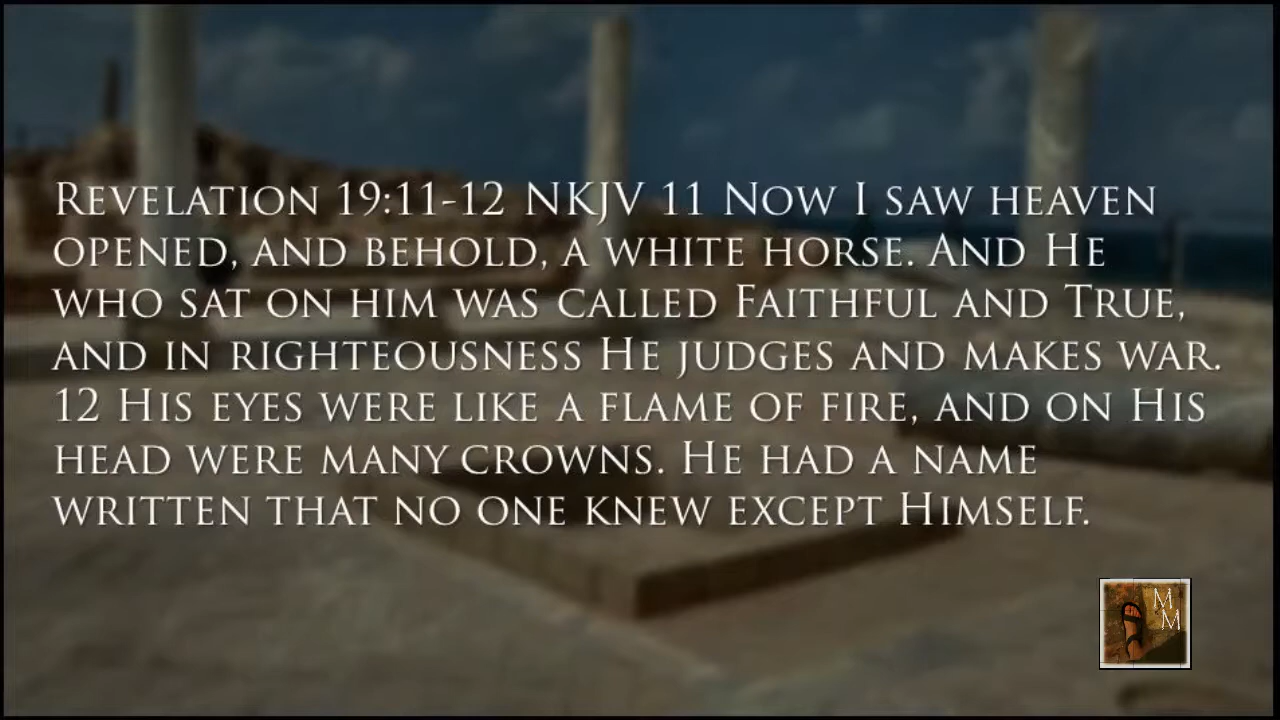 Revelation 19:11-12 NKJV 11 Now I saw heaven
opened, and behold, a white horse. And He
who sat on him was called Faithful and True,
and in righteousness He judges and makes war.
12 His eyes were like a flame of fire, and on His
head were many crowns. He had a name
written that no one knew except Himself.
M
M